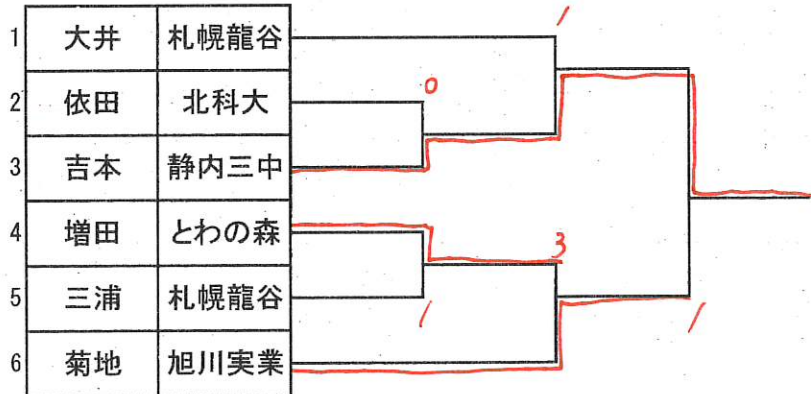 1 大井 札幌龍谷 1
2 依田 北科大 0
3 吉本 静内三中
4 増田 とわの森 3
5 三浦 札幌龍谷 1 1
6 菊地 旭川実業